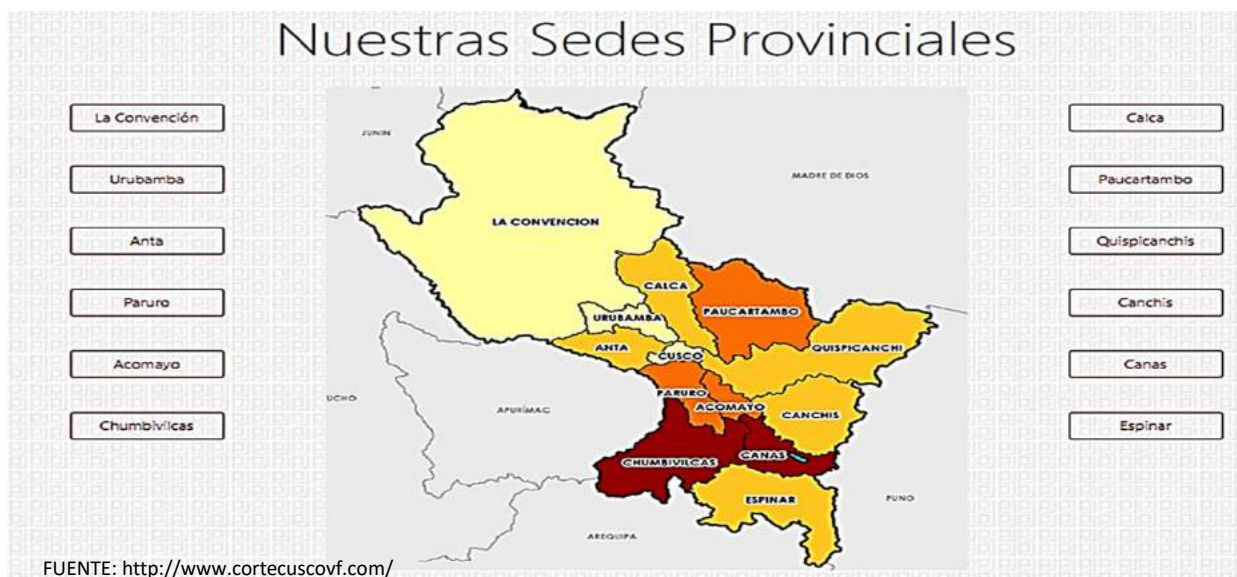 Nuestras Sedes Provinciales
La Convención
Urubamba
Anta
Paruro
Acomayo
Chumbivilcas
JUNIN
MADRE DE DIOS
LA CONVENCION
CALCA
PAUCARTAMBO
URUBAMBA
ANTA
CUSCO
QUISPICANCHI
PARURO
ACOMAYO
CANCHIS
UCHO
APURÍMAC
CHUMBIVILCAS
CANAS
ESPINAR
PUNO
AREQUIPA
Calca
Paucartambo
Quispicanchis
Canchis
Canas
Espinar
FUENTE: http://www.cortecuscovf.com/